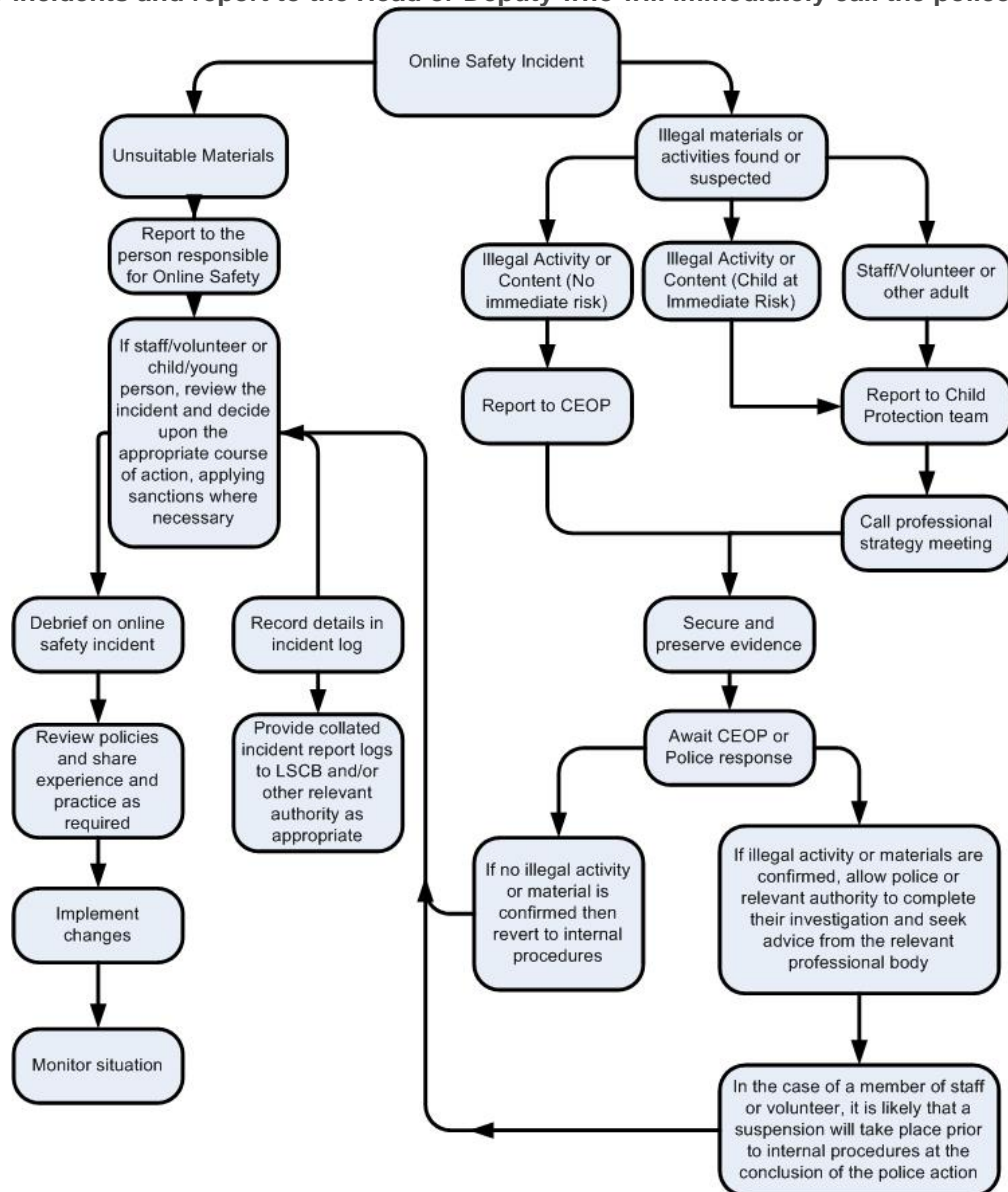 incidents and report to the Head or Deputy who will immediately call the police
Online Safety Incident
Unsuitable Materials
Report to the
person responsible
for Online Safety
If staff/volunteer or
child/young
person, review the
incident and decide
upon the
appropriate course
of action, applying
sanctions where
necessary
Debrief on online
safety incident
Review policies
and share
experience and
practice as
required
Implement
changes
Monitor situation
Record details in
incident log
Provide collated
incident report logs
to LSCB and/or
other relevant
authority as
appropriate
Illegal materials or
activities found or
suspected
Illegal Activity or
Content (No
immediate risk)
Illegal Activity or
Content (Child at
Immediate Risk)
Staff/Volunteer or
other adult
Report to CEOP
Report to Child
Protection team
Call professional
strategy meeting
Secure and
preserve evidence
Await CEOP or
Police response
If no illegal activity
or material is
confirmed then
revert to internal
procedures
If illegal activity or materials are
confirmed, allow police or
relevant authority to complete
their investigation and seek
advice from the relevant
professional body
In the case of a member of staff
or volunteer, it is likely that a
suspension will take place prior
to internal procedures at the
conclusion of the police action